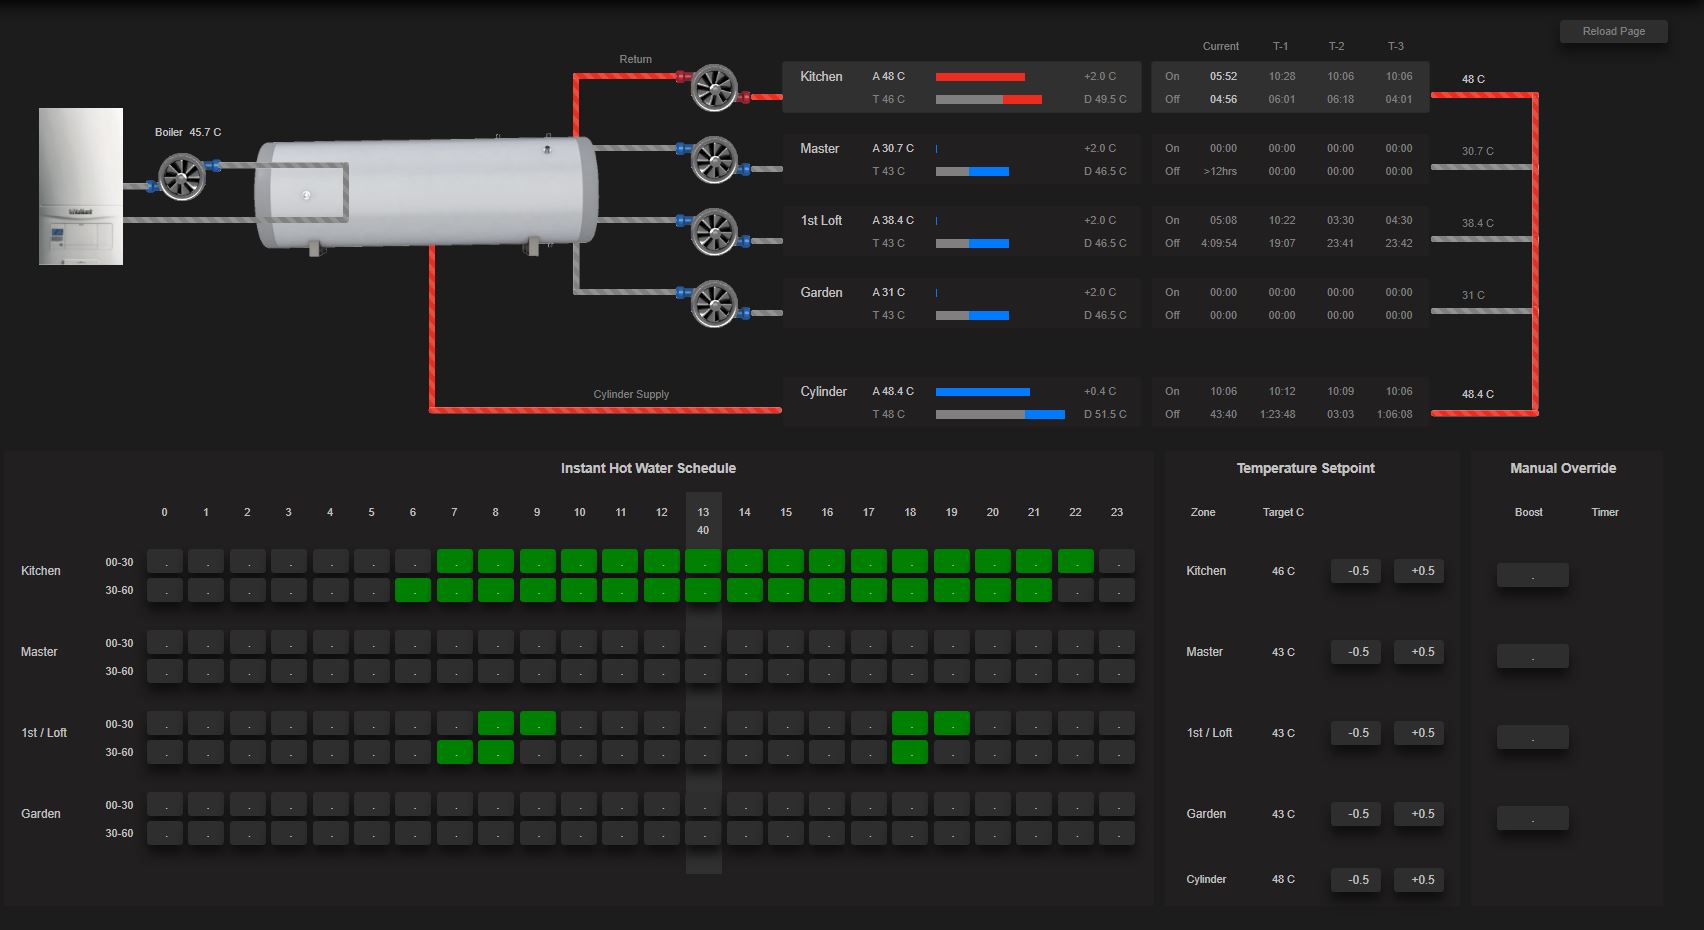 Reload Page
Current T-1 T-2 T-3
Return
Kitchen A 48 C +2.0 C On 05:52 10:28 10:06 10:06 48 C
T 46 C D 49.5 C Off 04:56 06:01 06:18 04:01
Boiler 45.7 C
Master A 30.7 C +2.0 C On 00:00 00:00 00:00 00:00 30.7 C
T 43 C D 46.5 C Off >12hrs 00:00 00:00 00:00
Vaillant
1st Loft A 38.4 C +2.0 C On 05:08 10:22 03:30 04:30 38.4 C
T 43 C D 46.5 C Off 4:09:54 19:07 23:41 23:42
Garden A 31 C +2.0 C On 00:00 00:00 00:00 00:00 31 C
T 43 C D 46.5 C Off 00:00 00:00 00:00 00:00
Cylinder Supply
Cylinder A 48.4 C +0.4 C On 10:06 10:12 10:09 10:06 48.4 C
T 48 C D 51.5 C Off 43:40 1:23:48 03:03 1:06:08
Instant Hot Water Schedule
0 1 2 3 4 5 6 7 8 9 10 11 12 13 14 15 16 17 18 19 20 21 22 23
40
Kitchen
00-30 . . . . . . . . . . . . . . . . . . . . . . . .
30-60 . . . . . . . . . . . . . . . . . . . . . . . .
Master
00-30 . . . . . . . . . . . . . . . . . . . . . . . .
30-60 . . . . . . . . . . . . . . . . . . . . . . . .
1st / Loft
00-30 . . . . . . . . . . . . . . . . . . . . . . . .
30-60 . . . . . . . . . . . . . . . . . . . . . . . .
Garden
00-30 . . . . . . . . . . . . . . . . . . . . . . . .
30-60 . . . . . . . . . . . . . . . . . . . . . . . .
Temperature Setpoint
Zone Target C
Kitchen 46 C -0.5 +0.5
Master 43 C -0.5 +0.5
1st / Loft 43 C -0.5 +0.5
Garden 43 C -0.5 +0.5
Cylinder 48 C -0.5 +0.5
Manual Override
Boost Timer
.
.
.
.